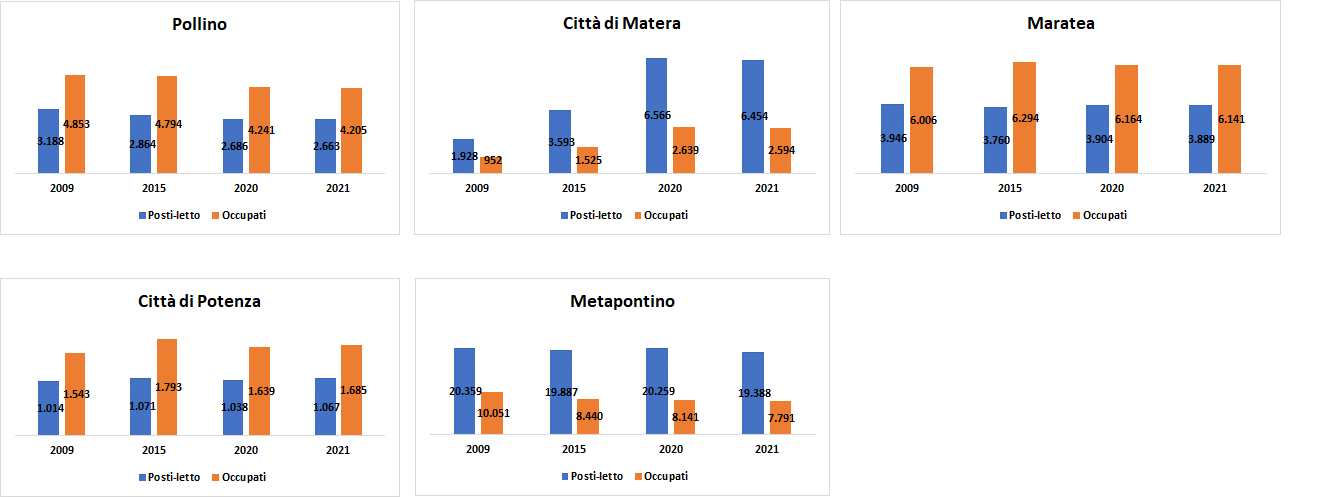 Pollino
4.853
4.794
4.241
4.205
3.188
2.864
2.686
2.663
2009 2015 2020 2021
Posti-letto Occupati
Città di Matera
6.566
6.454
3.593
2.639
2.594
1.928
952
1.525
2009 2015 2020 2021
Posti-letto Occupati
Maratea
6.006
6.294
6.164
6.141
3.946
3.760
3.904
3.889
2009 2015 2020 2021
Posti-letto Occupati
Città di Potenza
1.543
1.793
1.639
1.685
1.014
1.071
1.038
1.067
2009 2015 2020 2021
Posti-letto Occupati
Metapontino
20.359
19.887
20.259
19.388
10.051
8.440
8.141
7.791
2009 2015 2020 2021
Posti-letto Occupati